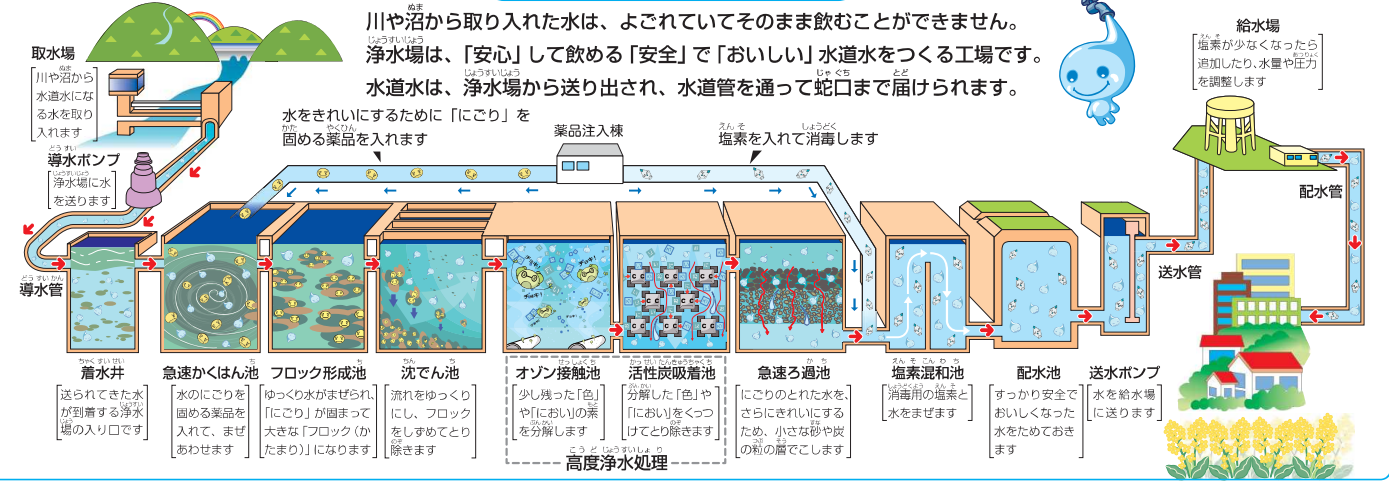 川や沼から取り入れた水は、よごれていてそのまま飲むことができません。
浄水場は、「安心」して飲める「安全」で「おいしい」水道水をつくる工場です。
水道水は、浄水場から送り出され、水道管を通って蛇口まで届けられます。
取水場
川や沼から
水道水にな
る水を取り
入れます
導水ポンプ
浄水場に水
を送ります
導水管
水をきれいにするために「にごり」を
固める薬品を入れます
薬品注入棟
塩素を入れて消毒します
給水場
塩素が少なくなったら
追加したり、水量や圧力
を調整します
配水管
送水管
着水井
送られてきた水
が到着する浄水
場の入り口です
急速かくはん池
水のにごりを
固める薬品を
入れて、まぜ
あわせます
フロック形成池
ゆっくり水がまぜられ、
「にごり」が固まって
大きな「フロック(か
たまり)」になります
沈でん池
流れをゆっくり
にし、フロック
をしずめてとり
除きます
オゾン接触池
少し残った「色」
や「におい」の素
を分解します
活性炭吸着池
分解した「色」や
「におい」をくっつ
けてとり除きます
高度浄水処理
急速ろ過池
にごりのとれた水を、
さらにきれいにする
ため、小さな砂や炭
の粒の層でこします
塩素混和池
消毒用の塩素と
水をまぜます
配水池
すっかり安全で
おいしくなった
水をためておき
ます
送水ポンプ
水を給水場
に送ります